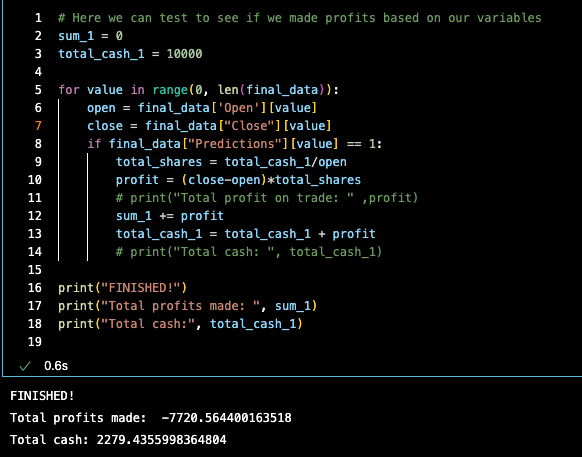 1 # Here we can test to see if we made profits based on our variables
2 sum_1 = 0
3 total_cash_1 = 10000
4
5 for value in range(0, len(final_data)):
6     open = final_data['Open'][value]
7     close = final_data["Close"][value]
8     if final_data["Predictions"][value] == 1:
9         total_shares = total_cash_1/open
10         profit = (close-open)*total_shares
11         # print("Total profit on trade: " ,profit)
12         sum_1 += profit
13         total_cash_1 = total_cash_1 + profit
14         # print("Total cash: ", total_cash_1)
15
16 print("FINISHED!")
17 print("Total profits made: ", sum_1)
18 print("Total cash:", total_cash_1)
19
✓ 0.6s
FINISHED!
Total profits made:  -7720.564400163518
Total cash: 2279.4355998364804